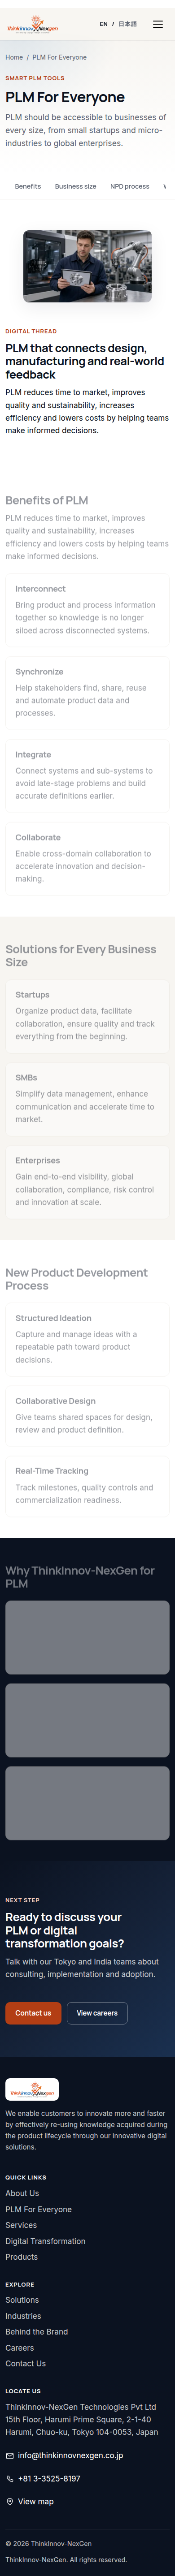 ThinkInnov-Nexgen
EN / 日本語
Home / PLM For Everyone
SMART PLM TOOLS
PLM For Everyone
PLM should be accessible to businesses of
every size, from small startups and micro-
industries to global enterprises.
Benefits Business size NPD process
DIGITAL THREAD
PLM that connects design,
manufacturing and real-world
feedback
PLM reduces time to market, improves
quality and sustainability, increases
efficiency and lowers costs by helping teams
make informed decisions.
Benefits of PLM
PLM reduces time to market, improves
quality and sustainability, increases
efficiency and lowers costs by helping teams
make informed decisions.
Interconnect
Bring product and process information
together so knowledge is no longer
siloed across disconnected systems.
Synchronize
Help stakeholders find, share, reuse
and automate product data and
processes.
Integrate
Connect systems and sub-systems to
avoid late-stage problems and build
accurate definitions earlier.
Collaborate
Enable cross-domain collaboration to
accelerate innovation and decision-
making.
Solutions for Every Business
Size
Startups
Organize product data, facilitate
collaboration, ensure quality and track
everything from the beginning.
SMBs
Simplify data management, enhance
communication and accelerate time to
market.
Enterprises
Gain end-to-end visibility, global
collaboration, compliance, risk control
and innovation at scale.
New Product Development
Process
Structured Ideation
Capture and manage ideas with a
repeatable path toward product
decisions.
Collaborative Design
Give teams shared spaces for design,
review and product definition.
Real-Time Tracking
Track milestones, quality controls and
commercialization readiness.
Why ThinkInnov-NexGen for
PLM
NEXT STEP
Ready to discuss your
PLM or digital
transformation goals?
Talk with our Tokyo and India teams about
consulting, implementation and adoption.
Contact us
View careers
ThinkInnov-Nexgen
We enable customers to innovate more and faster
by effectively re-using knowledge acquired during
the product lifecycle through our innovative digital
solutions.
QUICK LINKS
About Us
PLM For Everyone
Services
Digital Transformation
Products
EXPLORE
Solutions
Industries
Behind the Brand
Careers
Contact Us
LOCATE US
ThinkInnov-NexGen Technologies Pvt Ltd
15th Floor, Harumi Prime Square, 2-1-40
Harumi, Chuo-ku, Tokyo 104-0053, Japan
info@thinkinnovnexgen.co.jp
+81 3-3525-8197
View map
© 2026 ThinkInnov-NexGen
ThinkInnov-NexGen. All rights reserved.